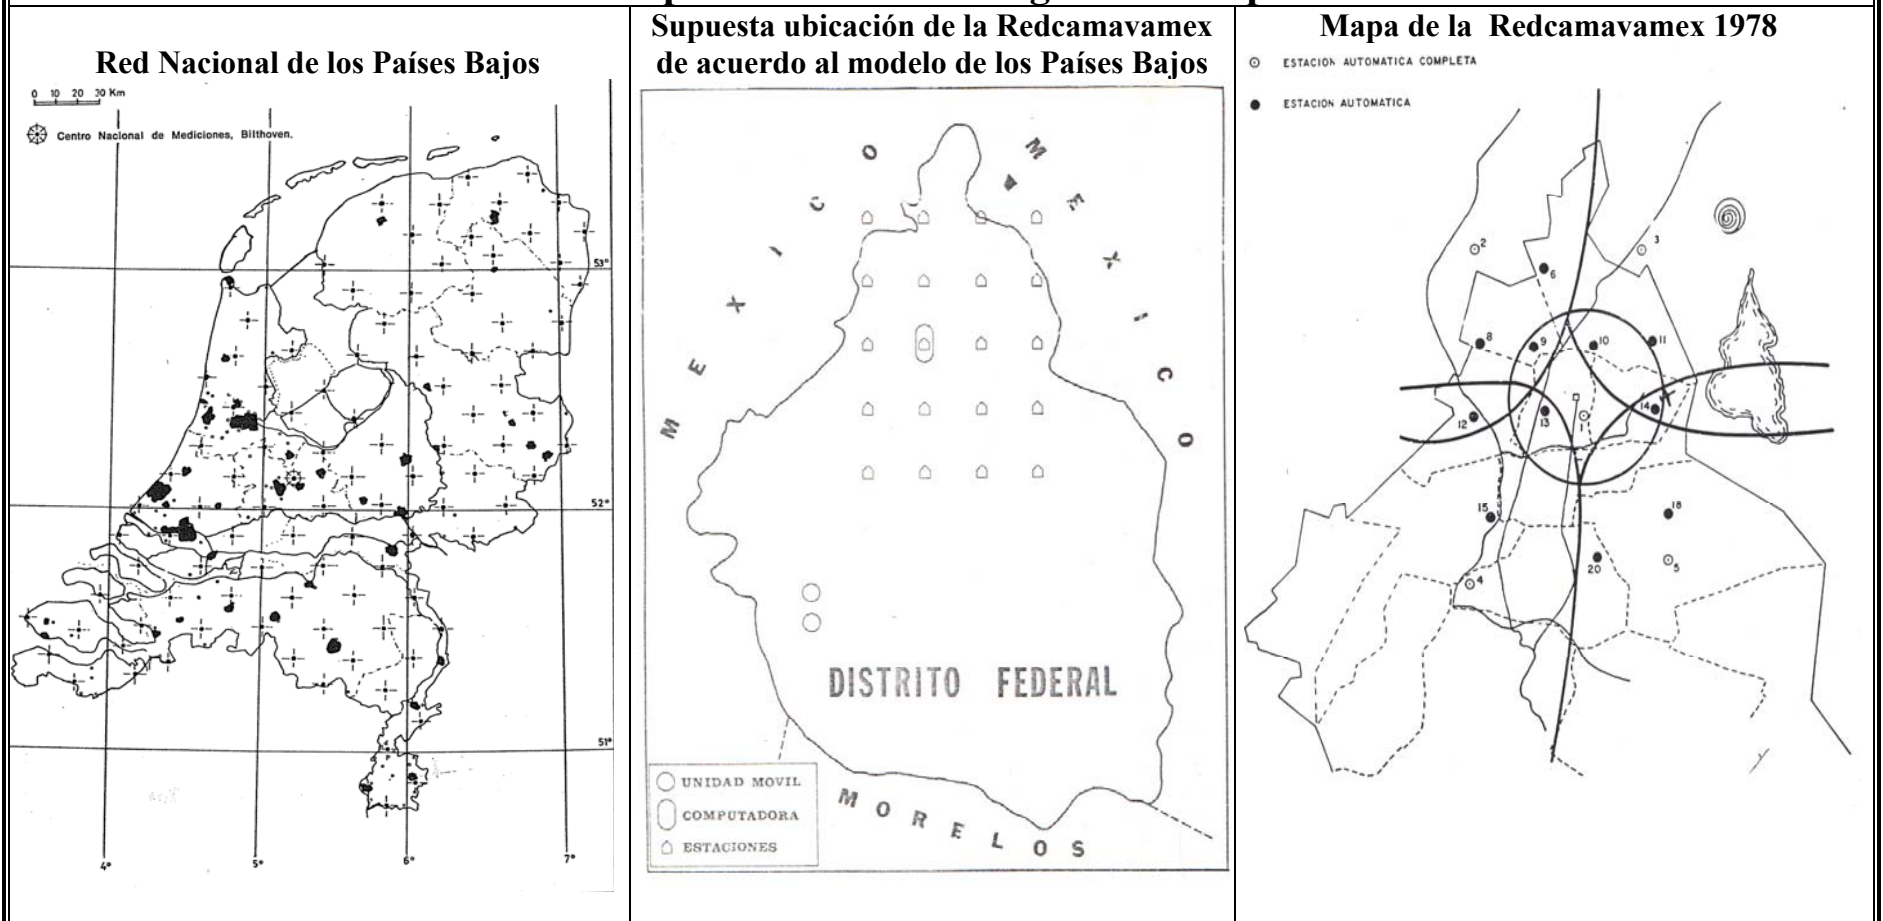 Red Nacional de los Países Bajos
0 10 20 30 Km
Centro Nacional de Mediciones, Bilthoven.
53°
52°
51°
4°
5°
6°
7°
Supuesta ubicación de la Redcamavamex
de acuerdo al modelo de los Países Bajos
MEXICO
MEXICO
DISTRITO FEDERAL
UNIDAD MOVIL
COMPUTADORA
ESTACIONES
MORELOS
Mapa de la Redcamavamex 1978
ESTACION AUTOMATICA COMPLETA
ESTACION AUTOMATICA
2
3
6
8
9
10
11
12
13
14
15
18
20
4
5